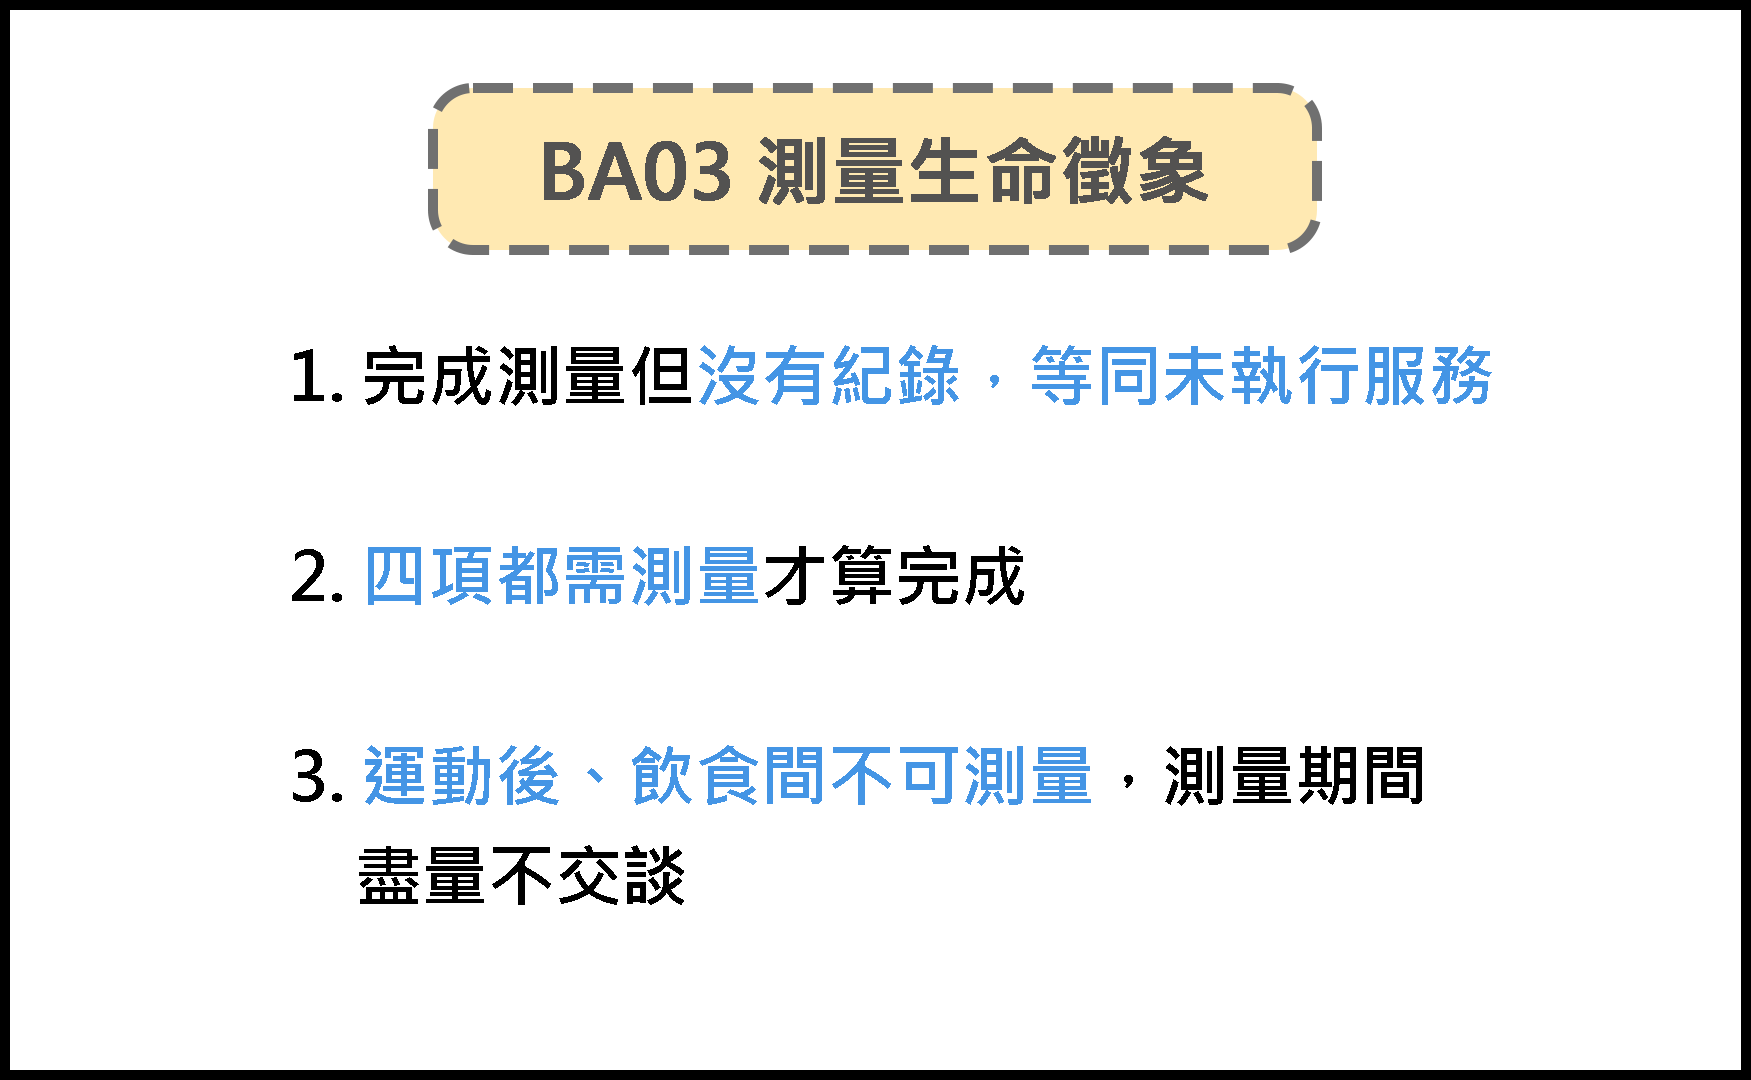 BA03 測量生命徵象
1. 完成測量但沒有紀錄，等同未執行服務
2. 四項都需測量才算完成
3. 運動後、飲食間不可測量，測量期間
盡量不交談